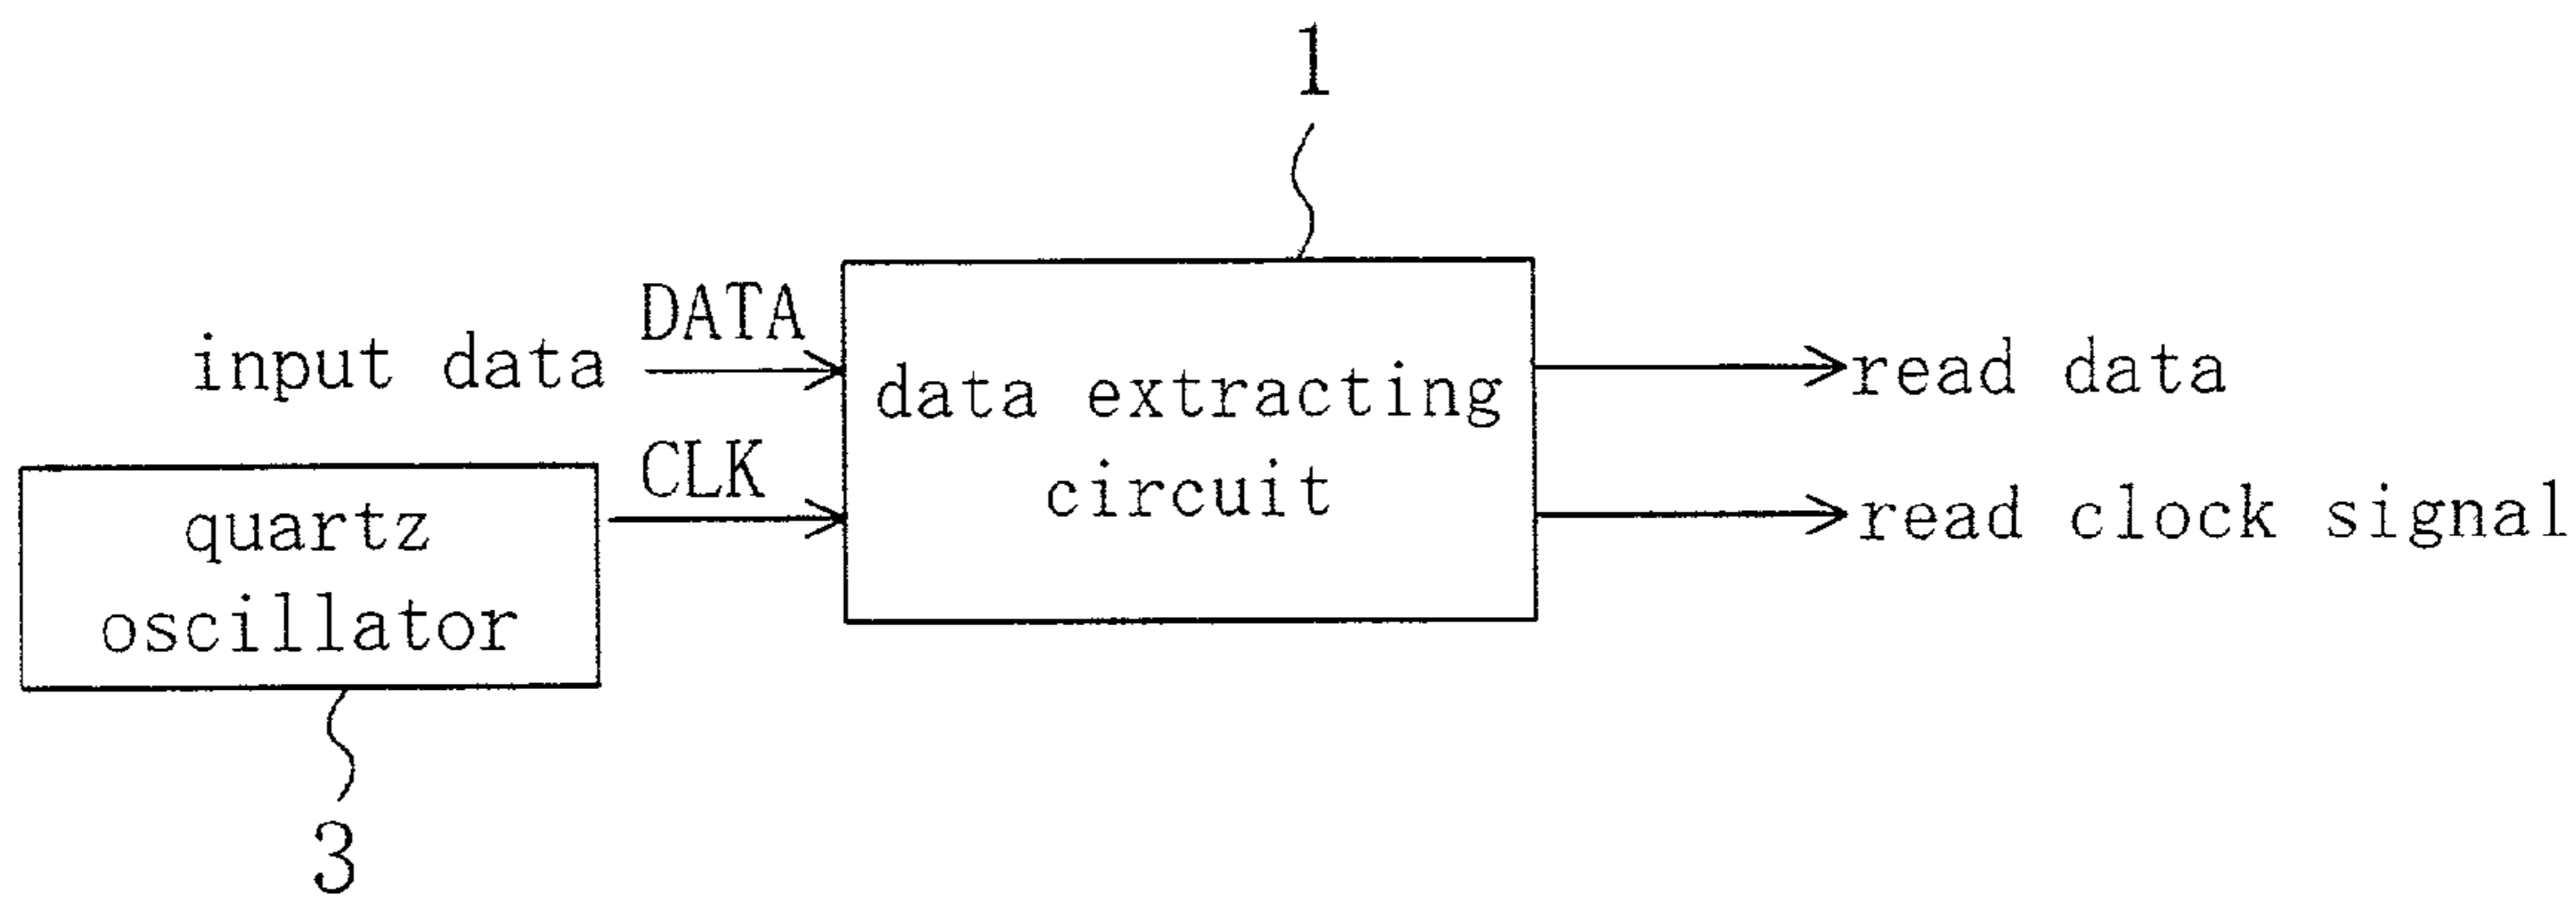 1
DATA
input data
data extracting
circuit
read data
CLK
quartz
oscillator
read clock signal
3